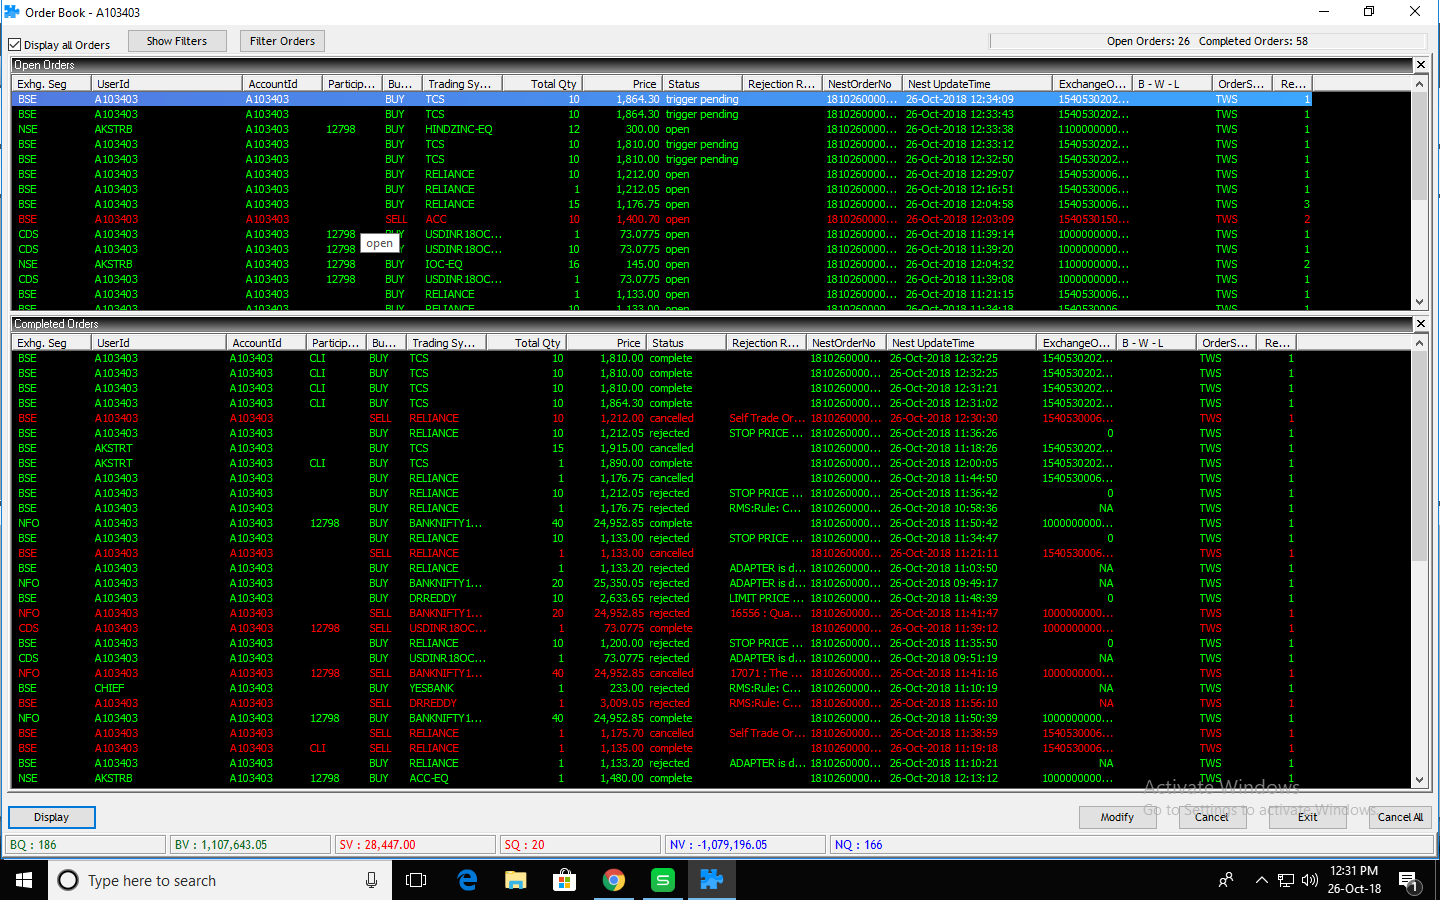 Order Book - A103403
Display all Orders Show Filters Filter Orders Open Orders: 26 Completed Orders: 58
Open Orders
Exhg. Seg UserId AccountId Particip... Bu... Trading Sy... Total Qty Price Status Rejection R... NestOrderNo Nest UpdateTime ExchangeO... B - W - L OrderS... Re...
BSE A103403 A103403 BUY TCS 10 1,864.30 trigger pending 1810260000... 26-Oct-2018 12:34:09 1540530202... TWS 1
BSE A103403 A103403 BUY TCS 10 1,864.30 trigger pending 1810260000... 26-Oct-2018 12:33:43 1540530202... TWS 1
NSE AKSTRB A103403 12798 BUY HINDZINC-EQ 12 300.00 open 1810260000... 26-Oct-2018 12:33:38 1100000000... TWS 1
BSE A103403 A103403 BUY TCS 10 1,810.00 trigger pending 1810260000... 26-Oct-2018 12:33:12 1540530202... TWS 1
BSE A103403 A103403 BUY TCS 10 1,810.00 trigger pending 1810260000... 26-Oct-2018 12:32:50 1540530202... TWS 1
BSE A103403 A103403 BUY RELIANCE 10 1,212.00 open 1810260000... 26-Oct-2018 12:29:07 1540530006... TWS 1
BSE A103403 A103403 BUY RELIANCE 1 1,212.05 open 1810260000... 26-Oct-2018 12:16:51 1540530006... TWS 1
BSE A103403 A103403 BUY RELIANCE 15 1,176.75 open 1810260000... 26-Oct-2018 12:04:58 1540530006... TWS 3
BSE A103403 A103403 SELL ACC 10 1,400.70 open 1810260000... 26-Oct-2018 12:03:09 1540530150... TWS 2
CDS A103403 A103403 12798 BUY USDINR18OC... 1 73.0775 open 1810260000... 26-Oct-2018 11:39:14 1000000000... TWS 1
open
CDS A103403 A103403 12798 BUY USDINR18OC... 10 73.0775 open 1810260000... 26-Oct-2018 11:39:20 1000000000... TWS 1
NSE AKSTRB A103403 12798 BUY IOC-EQ 16 145.00 open 1810260000... 26-Oct-2018 12:04:32 1100000000... TWS 2
CDS A103403 A103403 12798 BUY USDINR18OC... 1 73.0775 open 1810260000... 26-Oct-2018 11:39:08 1000000000... TWS 1
BSE A103403 A103403 BUY RELIANCE 1 1,133.00 open 1810260000... 26-Oct-2018 11:21:15 1540530006... TWS 1
BSE A103403 A103403 BUY RELIANCE 10 1,133.00 open 1810260000... 26-Oct-2018 11:34:18 1540530006... TWS 1
Completed Orders
Exhg. Seg UserId AccountId Particip... Bu... Trading Sy... Total Qty Price Status Rejection R... NestOrderNo Nest UpdateTime ExchangeO... B - W - L OrderS... Re...
BSE A103403 A103403 CLI BUY TCS 10 1,810.00 complete 1810260000... 26-Oct-2018 12:32:25 1540530202... TWS 1
BSE A103403 A103403 CLI BUY TCS 10 1,810.00 complete 1810260000... 26-Oct-2018 12:32:25 1540530202... TWS 1
BSE A103403 A103403 CLI BUY TCS 10 1,810.00 complete 1810260000... 26-Oct-2018 12:31:21 1540530202... TWS 1
BSE A103403 A103403 CLI BUY TCS 10 1,864.30 complete 1810260000... 26-Oct-2018 12:31:02 1540530202... TWS 1
BSE A103403 A103403 SELL RELIANCE 10 1,212.00 cancelled Self Trade Or... 1810260000... 26-Oct-2018 12:30:30 1540530006... TWS 1
BSE A103403 A103403 BUY RELIANCE 10 1,212.05 rejected STOP PRICE ... 1810260000... 26-Oct-2018 11:36:26 0 TWS 1
BSE AKSTRT A103403 BUY TCS 15 1,915.00 cancelled 1810260000... 26-Oct-2018 11:18:26 1540530202... TWS 1
BSE AKSTRT A103403 CLI BUY TCS 1 1,890.00 complete 1810260000... 26-Oct-2018 12:00:05 1540530202... TWS 1
BSE A103403 A103403 BUY RELIANCE 1 1,176.75 cancelled 1810260000... 26-Oct-2018 11:44:50 1540530006... TWS 1
BSE A103403 A103403 BUY RELIANCE 10 1,212.05 rejected STOP PRICE ... 1810260000... 26-Oct-2018 11:36:42 0 TWS 1
BSE A103403 A103403 BUY RELIANCE 1 1,176.75 rejected RMS:Rule: C... 1810260000... 26-Oct-2018 10:58:36 NA TWS 1
NFO A103403 A103403 12798 BUY BANKNIFTY1... 40 24,952.85 complete 1810260000... 26-Oct-2018 11:50:42 1000000000... TWS 1
BSE A103403 A103403 BUY RELIANCE 10 1,133.00 rejected STOP PRICE ... 1810260000... 26-Oct-2018 11:34:47 0 TWS 1
BSE A103403 A103403 SELL RELIANCE 1 1,133.00 cancelled 1810260000... 26-Oct-2018 11:21:11 1540530006... TWS 1
BSE A103403 A103403 BUY RELIANCE 1 1,133.20 rejected ADAPTER is d... 1810260000... 26-Oct-2018 11:03:50 NA TWS 1
NFO A103403 A103403 BUY BANKNIFTY1... 20 25,350.05 rejected ADAPTER is d... 1810260000... 26-Oct-2018 09:49:17 NA TWS 1
BSE A103403 A103403 BUY DRREDDY 10 2,633.65 rejected LIMIT PRICE ... 1810260000... 26-Oct-2018 11:48:39 0 TWS 1
NFO A103403 A103403 SELL BANKNIFTY1... 20 24,952.85 rejected 16556 : Qua... 1810260000... 26-Oct-2018 11:41:47 1000000000... TWS 1
CDS A103403 A103403 12798 SELL USDINR18OC... 1 73.0775 complete 1810260000... 26-Oct-2018 11:39:12 1000000000... TWS 1
BSE A103403 A103403 BUY RELIANCE 10 1,200.00 rejected STOP PRICE ... 1810260000... 26-Oct-2018 11:35:50 0 TWS 1
CDS A103403 A103403 BUY USDINR18OC... 1 73.0775 rejected ADAPTER is d... 1810260000... 26-Oct-2018 09:51:19 NA TWS 1
NFO A103403 A103403 12798 SELL BANKNIFTY1... 40 24,952.85 cancelled 17071 : The ... 1810260000... 26-Oct-2018 11:41:16 1000000000... TWS 1
BSE CHIEF A103403 BUY YESBANK 1 233.00 rejected RMS:Rule: C... 1810260000... 26-Oct-2018 11:10:19 NA TWS 1
BSE A103403 A103403 SELL DRREDDY 1 3,009.05 rejected RMS:Rule: C... 1810260000... 26-Oct-2018 11:56:10 NA TWS 1
NFO A103403 A103403 12798 BUY BANKNIFTY1... 40 24,952.85 complete 1810260000... 26-Oct-2018 11:50:39 1000000000... TWS 1
BSE A103403 A103403 SELL RELIANCE 1 1,175.70 cancelled Self Trade Or... 1810260000... 26-Oct-2018 11:38:59 1540530006... TWS 1
BSE A103403 A103403 CLI SELL RELIANCE 1 1,135.00 complete 1810260000... 26-Oct-2018 11:19:18 1540530006... TWS 1
BSE A103403 A103403 BUY RELIANCE 1 1,133.20 rejected ADAPTER is d... 1810260000... 26-Oct-2018 11:10:21 NA TWS 1
NSE AKSTRB A103403 12798 BUY ACC-EQ 1 1,480.00 complete 1810260000... 26-Oct-2018 12:13:12 1000000000... TWS 1
Activate Windows
Go to Settings to activate Windows.
Display Modify Cancel Exit Cancel All
BQ : 186 BV : 1,107,643.05 SV : 28,447.00 SQ : 20 NV : -1,079,196.05 NQ : 166
Type here to search
12:31 PM
26-Oct-18
1